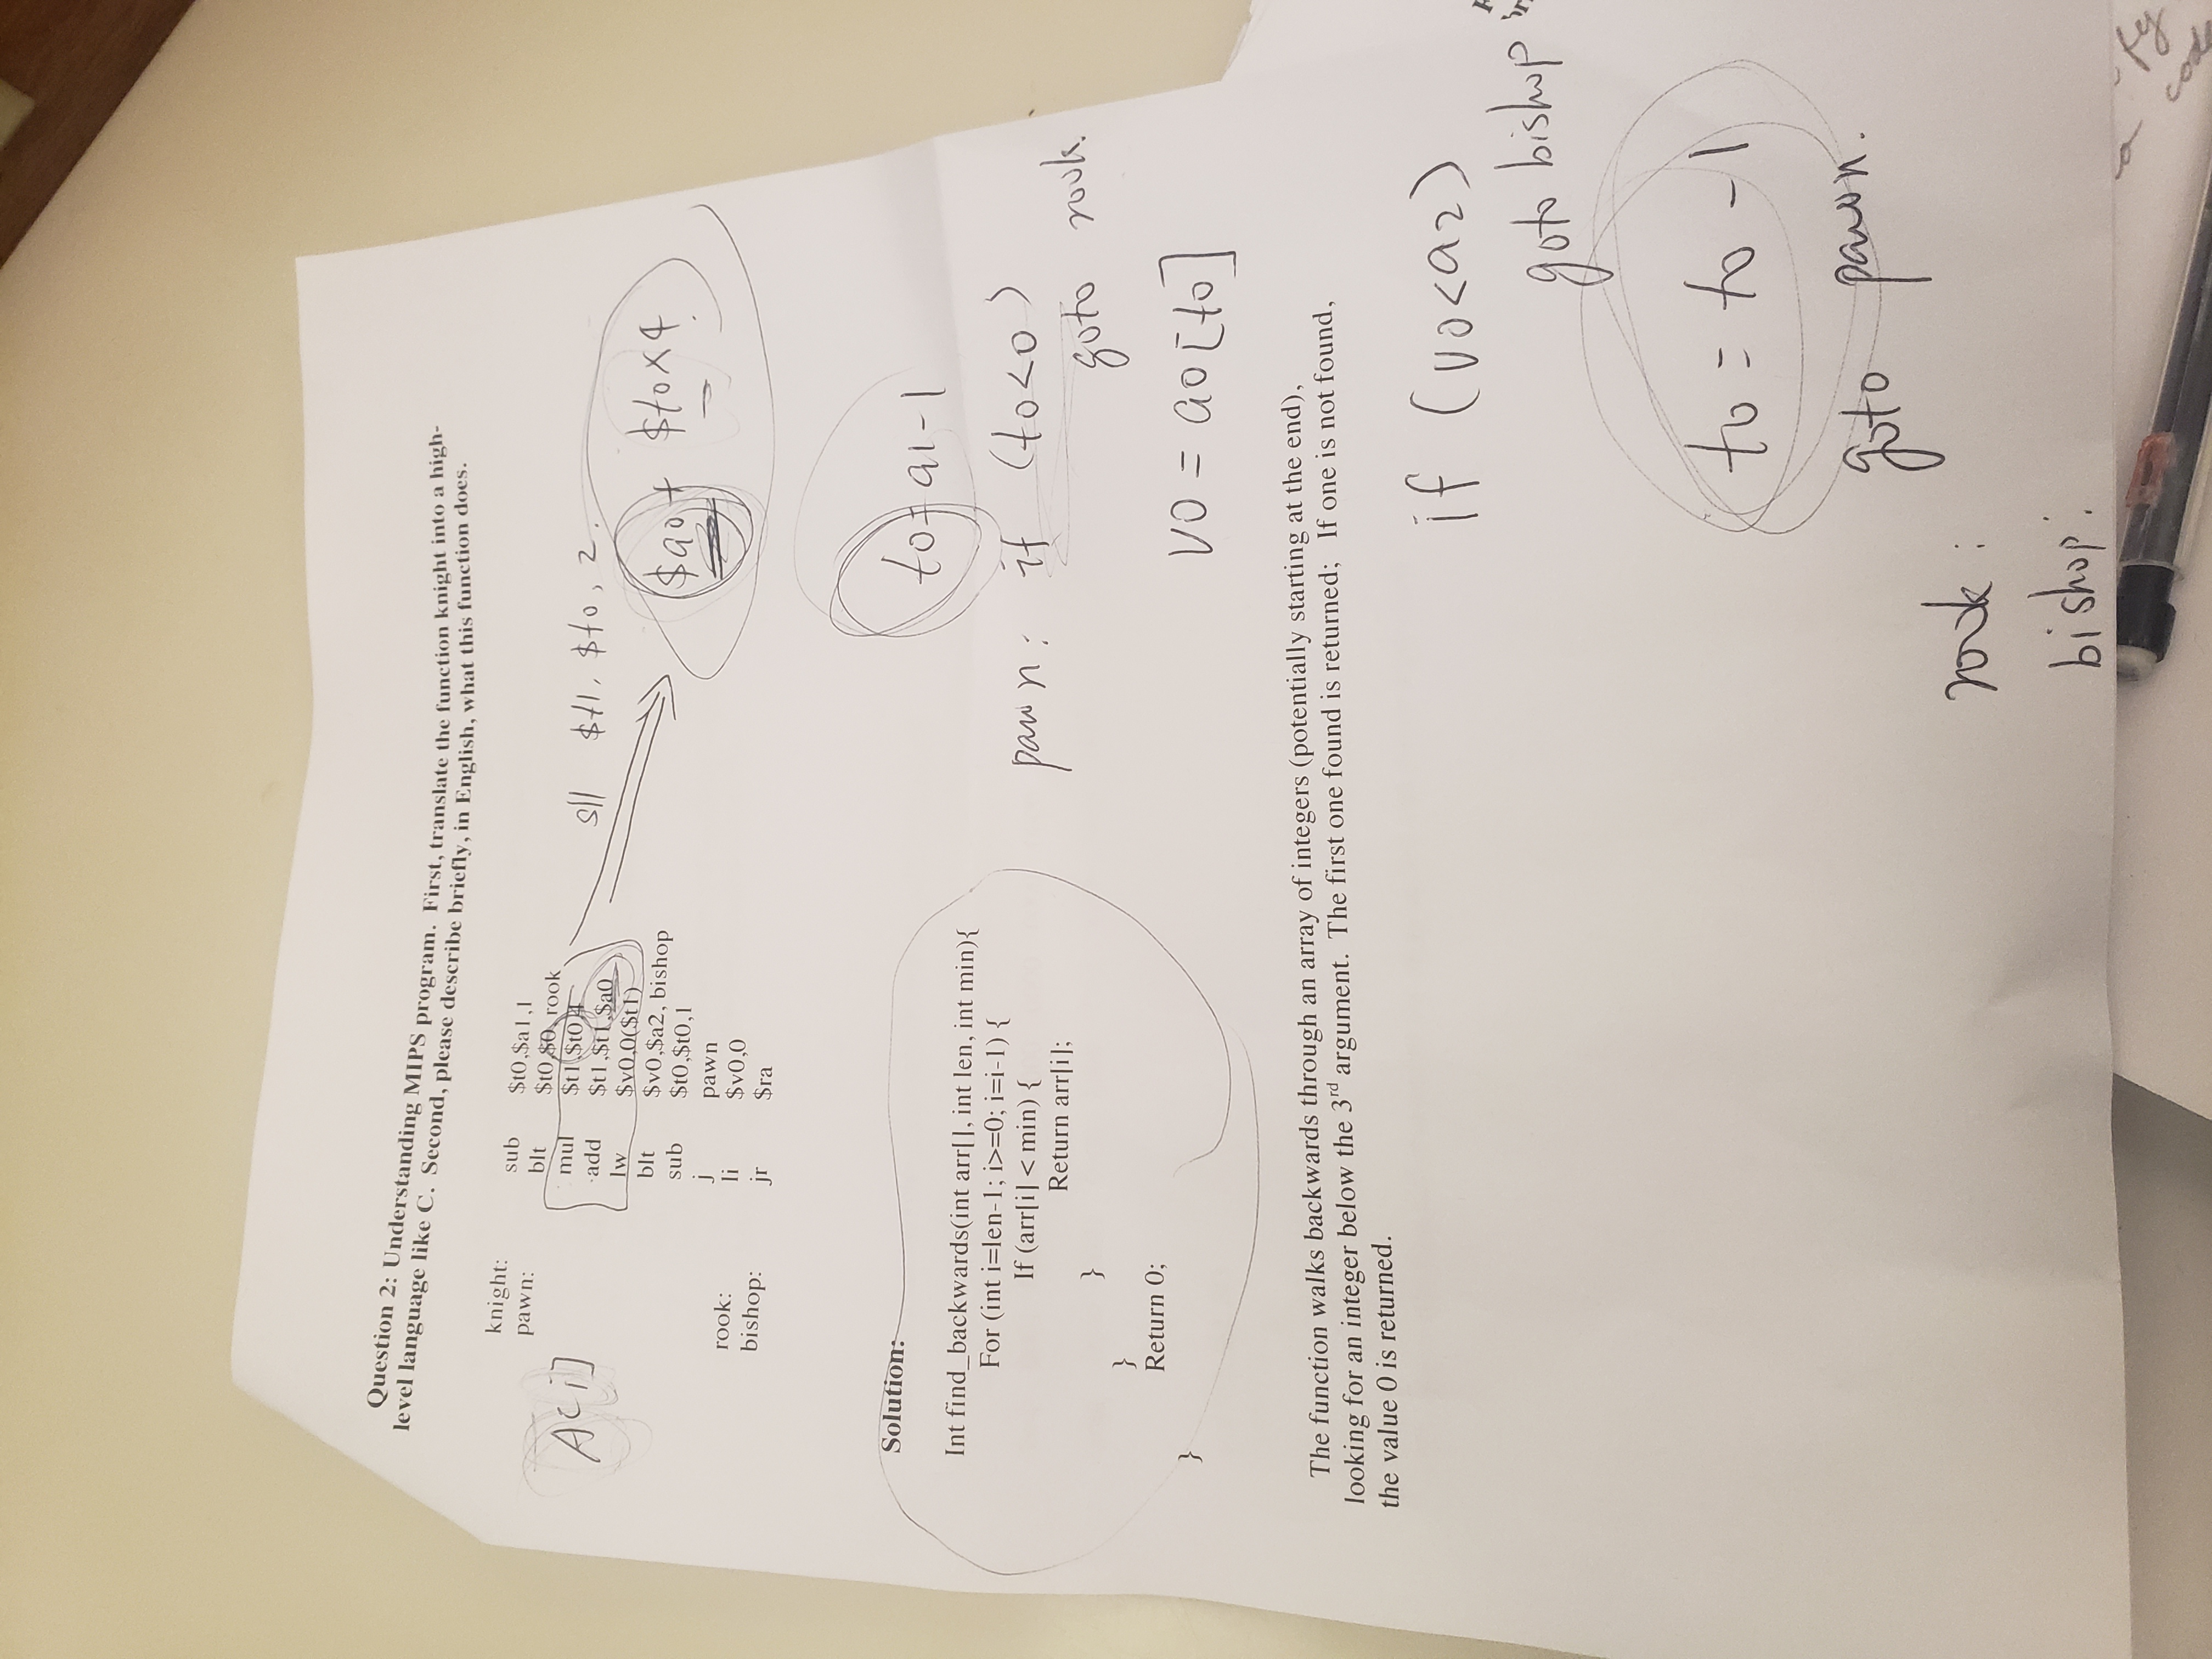 Question 2: Understanding MIPS program. First, translate the function knight into a high-
level language like C. Second, please describe briefly, in English, what this function does.
knight: sub $t0,$a1,1
pawn: blt $t0,$0, rook
mul $t1,$t0,4
add $t1,$t1,$a0
lw $v0,0($t1)
blt $v0,$a2, bishop
sub $t0,$t0,1
j pawn
rook: li $v0,0
bishop: jr $ra
A[i]
sll $t1, $t0, 2.
$a0 + $t0x4
Solution:
Int find_backwards(int arr[], int len, int min){
For (int i=len-1; i>=0; i=i-1) {
If (arr[i] < min) {
Return arr[i];
}
}
Return 0;
}
t0 = a1-1
pawn: if (t0<0)
goto rook.
v0 = a0[t0]
The function walks backwards through an array of integers (potentially starting at the end),
looking for an integer below the 3rd argument. The first one found is returned; If one is not found,
the value 0 is returned.
if (v0<a2)
goto bishop
t0 = t0 - 1
goto pawn.
rook:
bishop: